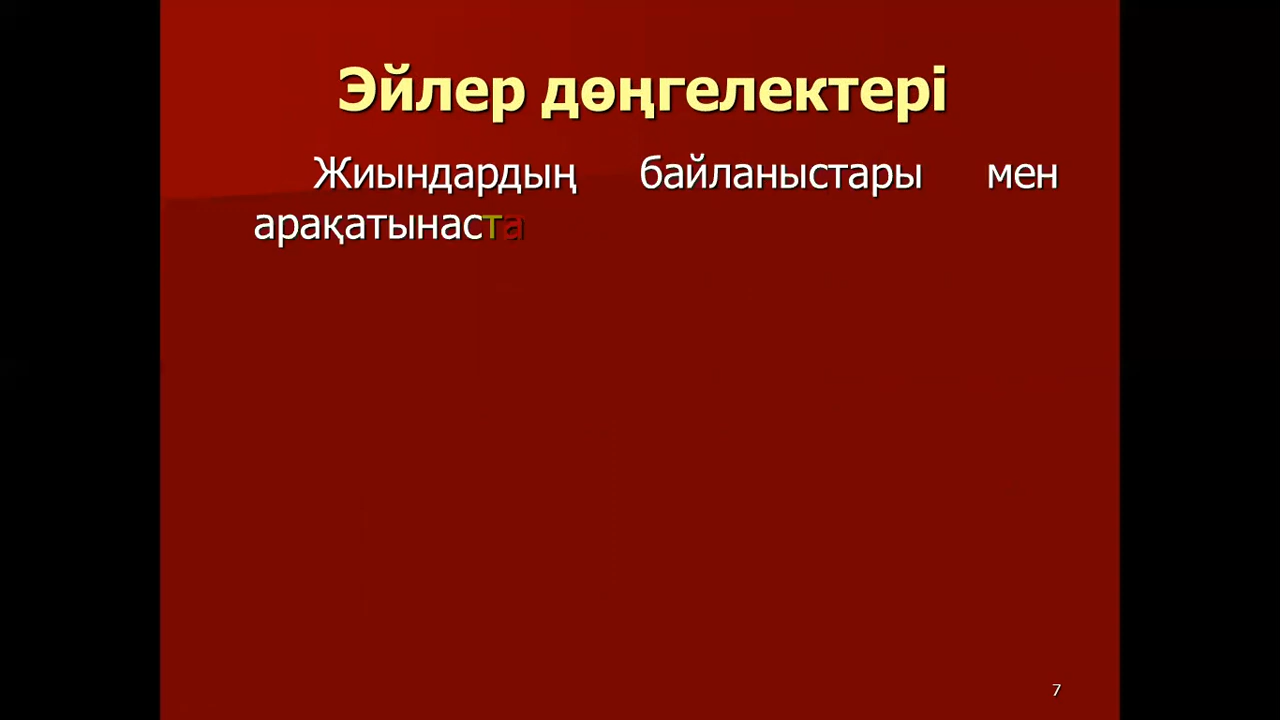 Эйлер дөңгелектері
Жиындардың байланыстары мен
арақатынаста
7